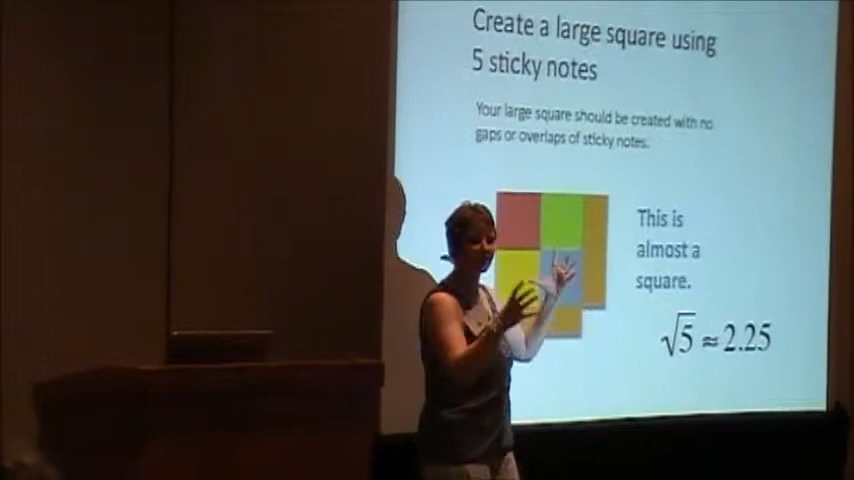 Create a large square using
5 sticky notes
Your large square should be created with no
gaps or overlaps of sticky notes.
This is
almost a
square.
√5 ≈ 2.25